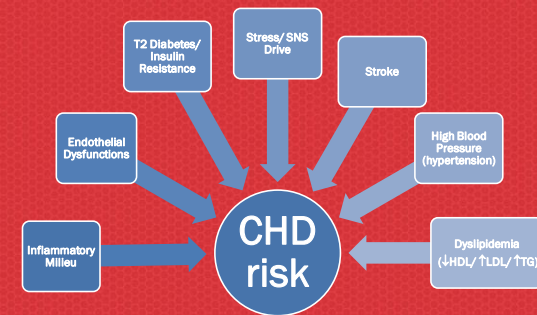 Inflammatory
Milieu
Endothelial
Dysfunctions
T2 Diabetes/
Insulin
Resistance
Stress/ SNS
Drive
Stroke
High Blood
Pressure
(hypertension)
Dyslipidemia
(↓HDL/ ↑LDL/ ↑TG)
CHD
risk